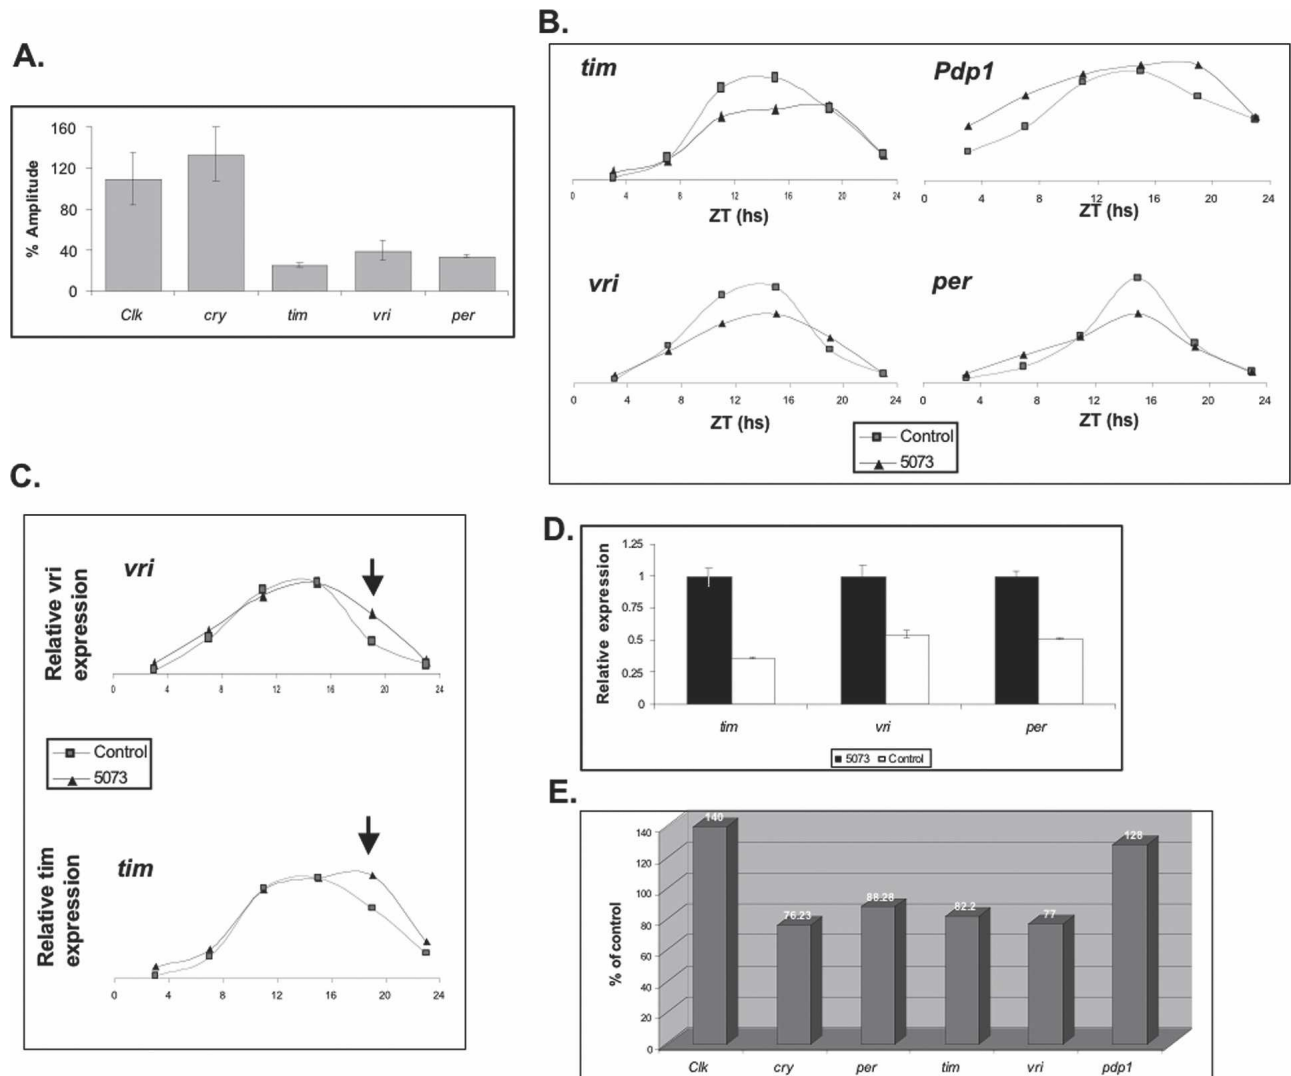 A.
% Amplitude
160
120
80
40
0
Clk cry tim vri per
B.
tim
0 4 8 12 16 20 24
ZT (hs)
Pdp1
0 4 8 12 16 20 24
ZT (hs)
vri
0 4 8 12 16 20 24
ZT (hs)
per
0 4 8 12 16 20 24
ZT (hs)
Control
5073
C.
Relative vri
expression
vri
0 4 8 12 16 20 24
Control
5073
Relative tim
expression
tim
0 4 8 12 16 20 24
D.
Relative expression
1.25
1
0.75
0.5
0.25
0
tim vri per
5073 Control
E.
% of control
140
120
100
80
60
40
20
0
140 76.23 88.28 82.2 77 128
Clk cry per tim vri pdp1